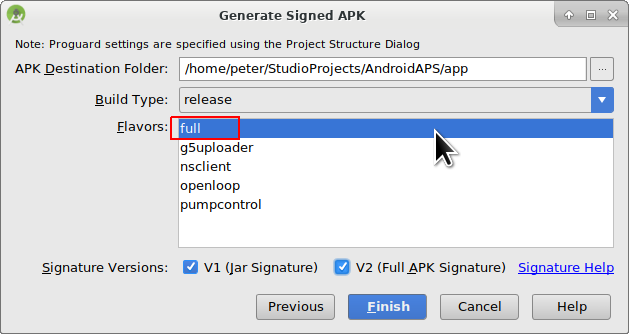 Generate Signed APK
Note: Proguard settings are specified using the Project Structure Dialog
APK Destination Folder: /home/peter/StudioProjects/AndroidAPS/app ...
Build Type: release
Flavors: full
g5uploader
nsclient
openloop
pumpcontrol
Signature Versions: V1 (Jar Signature) V2 (Full APK Signature) Signature Help
Previous Finish Cancel Help